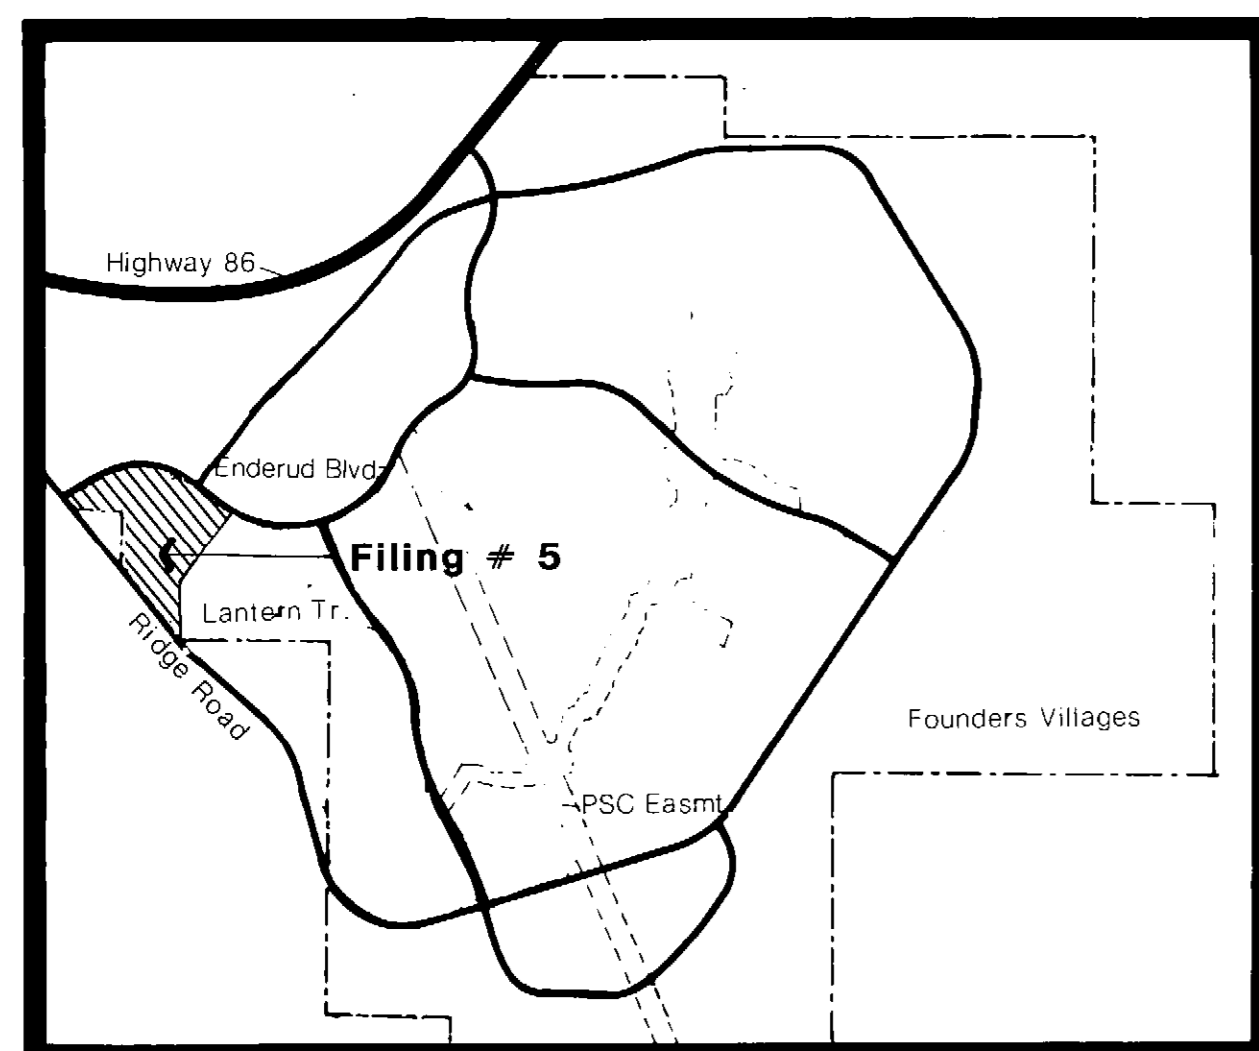 Highway 86
Enderud Blvd
Filing # 5
Lantern Tr.
Ridge Road
Founders Villages
PSC Easmt.